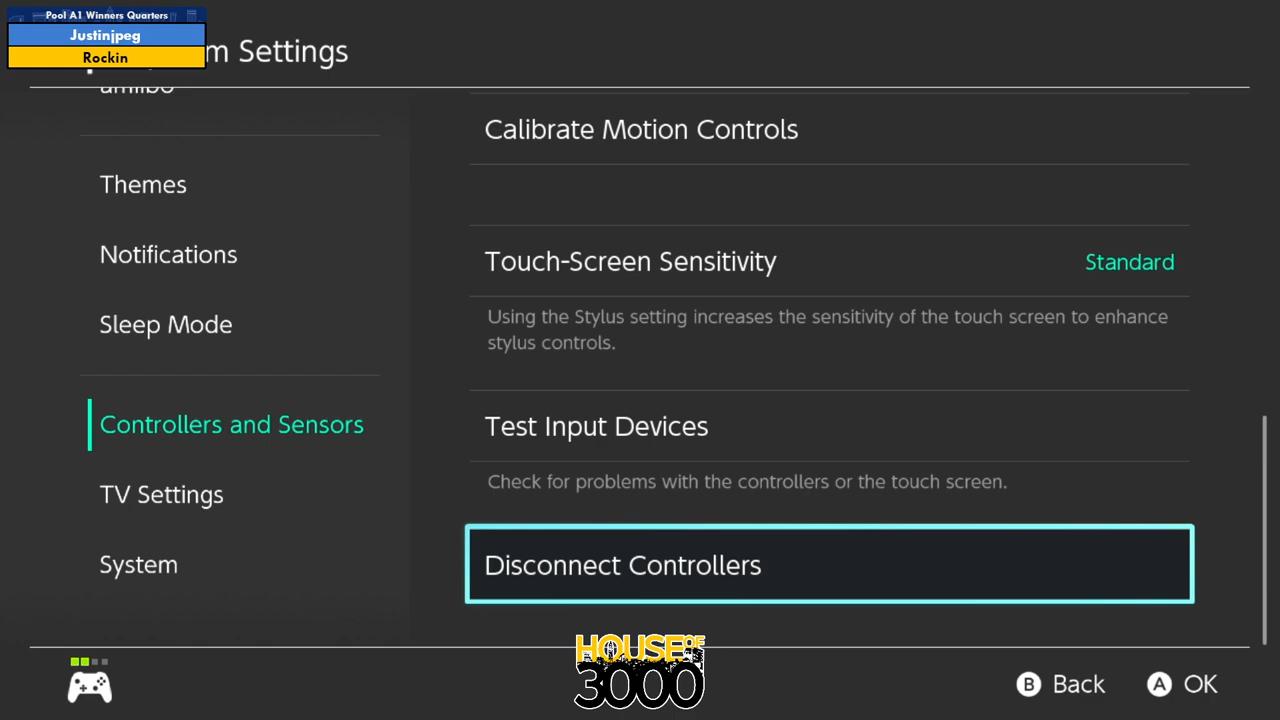 Pool A1 Winners Quarters
Justinjpeg
Rockin
m Settings
amiibo
Themes
Notifications
Sleep Mode
Controllers and Sensors
TV Settings
System
Calibrate Motion Controls
Touch-Screen Sensitivity
Standard
Using the Stylus setting increases the sensitivity of the touch screen to enhance
stylus controls.
Test Input Devices
Check for problems with the controllers or the touch screen.
Disconnect Controllers
HOUSE OF
3000
B Back
A OK